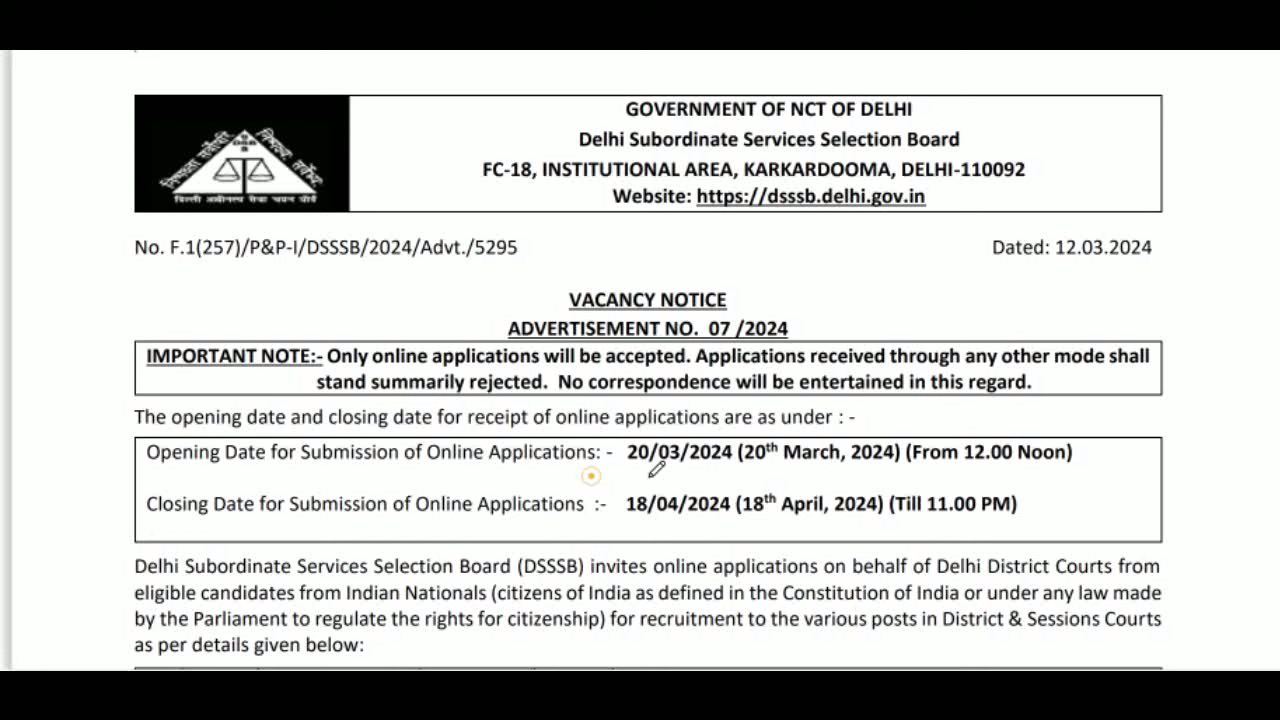 GOVERNMENT OF NCT OF DELHI
Delhi Subordinate Services Selection Board
FC-18, INSTITUTIONAL AREA, KARKARDOOMA, DELHI-110092
Website: https://dsssb.delhi.gov.in
दिल्ली अधीनस्थ सेवा चयन बोर्ड
No. F.1(257)/P&P-I/DSSSB/2024/Advt./5295
Dated: 12.03.2024
VACANCY NOTICE
ADVERTISEMENT NO. 07 /2024
IMPORTANT NOTE:- Only online applications will be accepted. Applications received through any other mode shall
stand summarily rejected. No correspondence will be entertained in this regard.
The opening date and closing date for receipt of online applications are as under : -
Opening Date for Submission of Online Applications: - 20/03/2024 (20th March, 2024) (From 12.00 Noon)
Closing Date for Submission of Online Applications :- 18/04/2024 (18th April, 2024) (Till 11.00 PM)
Delhi Subordinate Services Selection Board (DSSSB) invites online applications on behalf of Delhi District Courts from
eligible candidates from Indian Nationals (citizens of India as defined in the Constitution of India or under any law made
by the Parliament to regulate the rights for citizenship) for recruitment to the various posts in District & Sessions Courts
as per details given below: